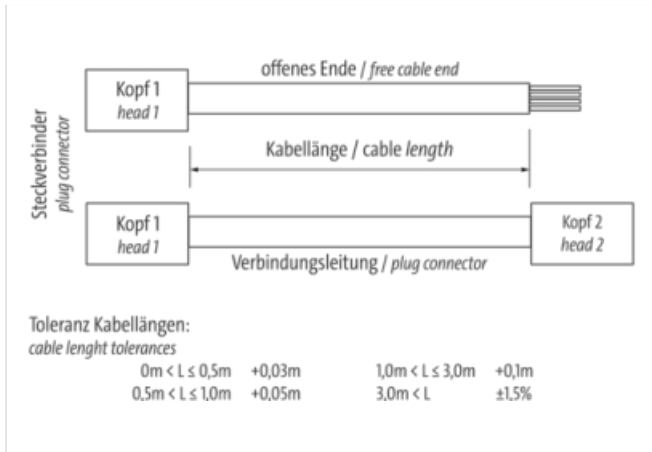 offenes Ende / free cable end
Kopf 1
head 1
Steckverbinder
plug connector
Kabellänge / cable length
Kopf 1
head 1
Kopf 2
head 2
Verbindungsleitung / plug connector
Toleranz Kabellängen:
cable lenght tolerances
0m < L ≤ 0,5m +0,03m 1,0m < L ≤ 3,0m +0,1m
0,5m < L ≤ 1,0m +0,05m 3,0m < L ±1,5%